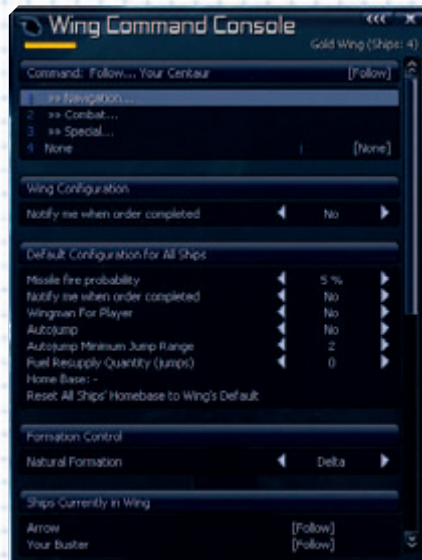 Wing Command Console
Gold Wing (Ships: 4)
Command: Follow... Your Centaur [Follow]
1 »» Navigation...
2 »» Combat...
3 »» Special...
4 None [None]
Wing Configuration
Notify me when order completed No
Default Configuration for All Ships
Missile fire probability 5 %
Notify me when order completed No
Wingman For Player No
Autojump No
Autojump Minimum Jump Range 2
Fuel Resupply Quantity (jumps) 0
Home Base: -
Reset All Ships' Homebase to Wing's Default
Formation Control
Natural Formation Delta
Ships Currently in Wing
Arrow [Follow]
Your Buster [Follow]